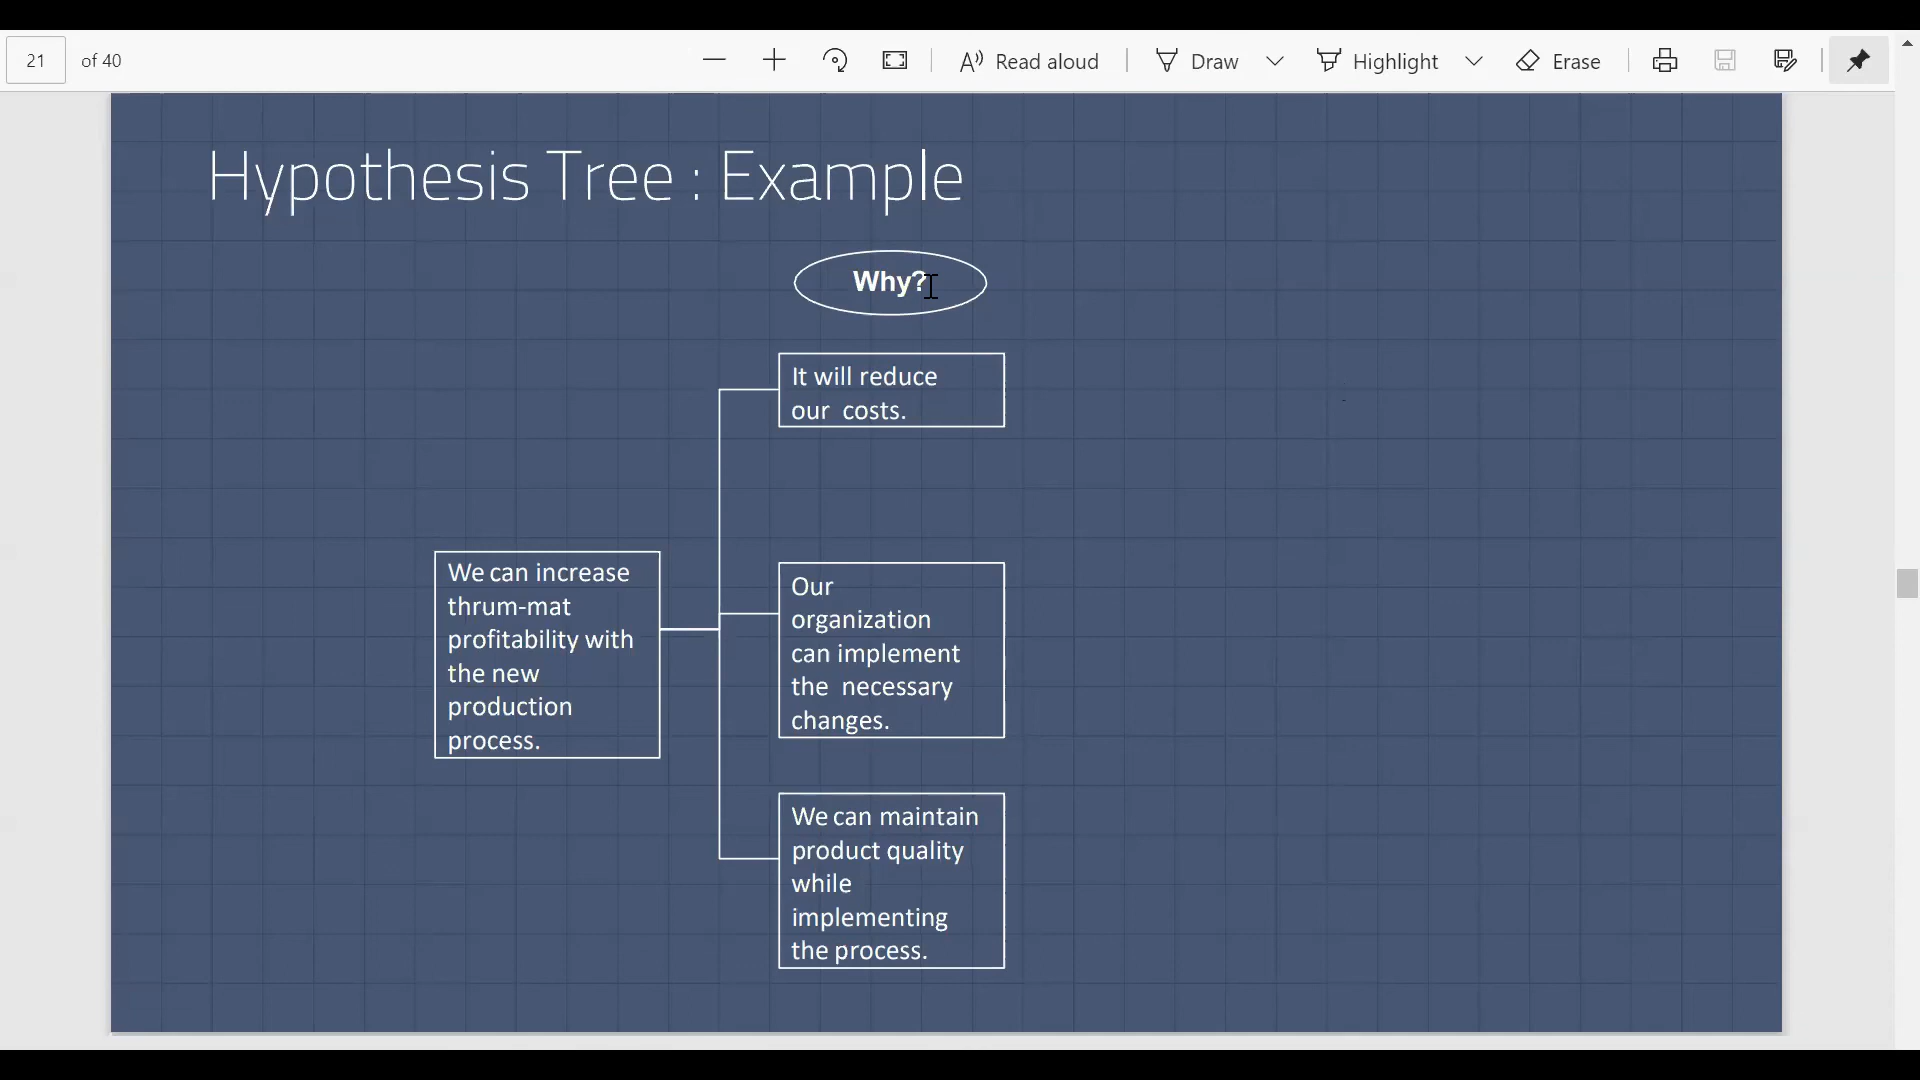 21 of 40
Read aloud
Draw
Highlight
Erase
Hypothesis Tree : Example
Why?
It will reduce
our costs.
We can increase
thrum-mat
profitability with
the new
production
process.
Our
organization
can implement
the necessary
changes.
We can maintain
product quality
while
implementing
the process.